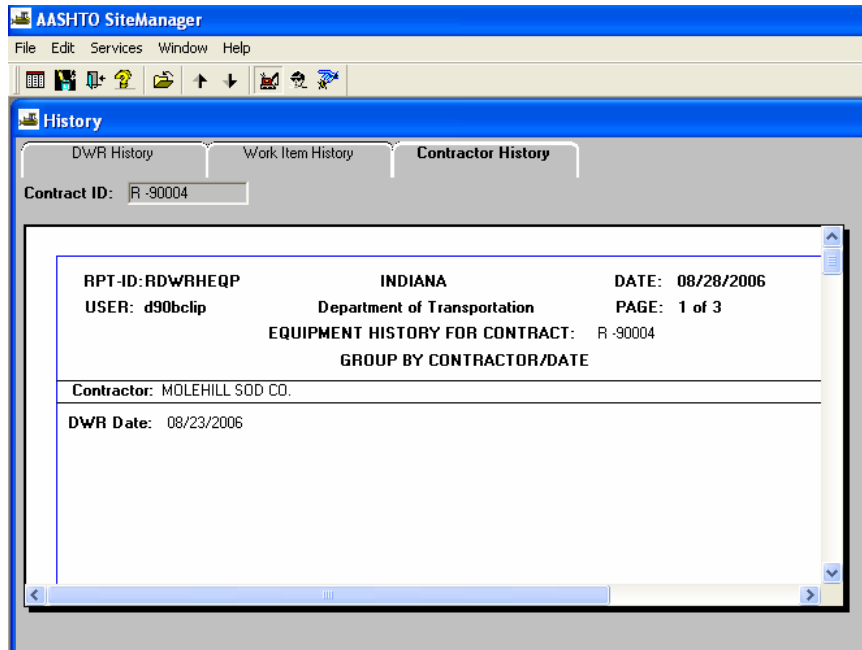 AASHTO SiteManager
File Edit Services Window Help
History
DWR History Work Item History Contractor History
Contract ID: R -90004
RPT-ID:RDWRHEQP INDIANA DATE: 08/28/2006
USER: d90bclip Department of Transportation PAGE: 1 of 3
EQUIPMENT HISTORY FOR CONTRACT: R -90004
GROUP BY CONTRACTOR/DATE
Contractor: MOLEHILL SOD CO.
DWR Date: 08/23/2006